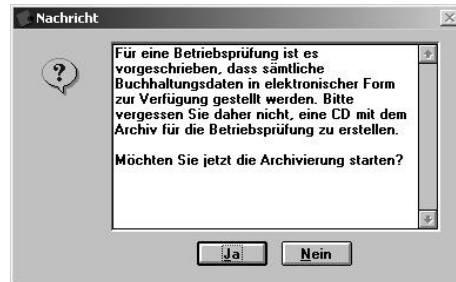 Nachricht
Für eine Betriebsprüfung ist es
vorgeschrieben, dass sämtliche
Buchhaltungsdaten in elektronischer Form
zur Verfügung gestellt werden. Bitte
vergessen Sie daher nicht, eine CD mit dem
Archiv für die Betriebsprüfung zu erstellen.
Möchten Sie jetzt die Archivierung starten?
Ja Nein